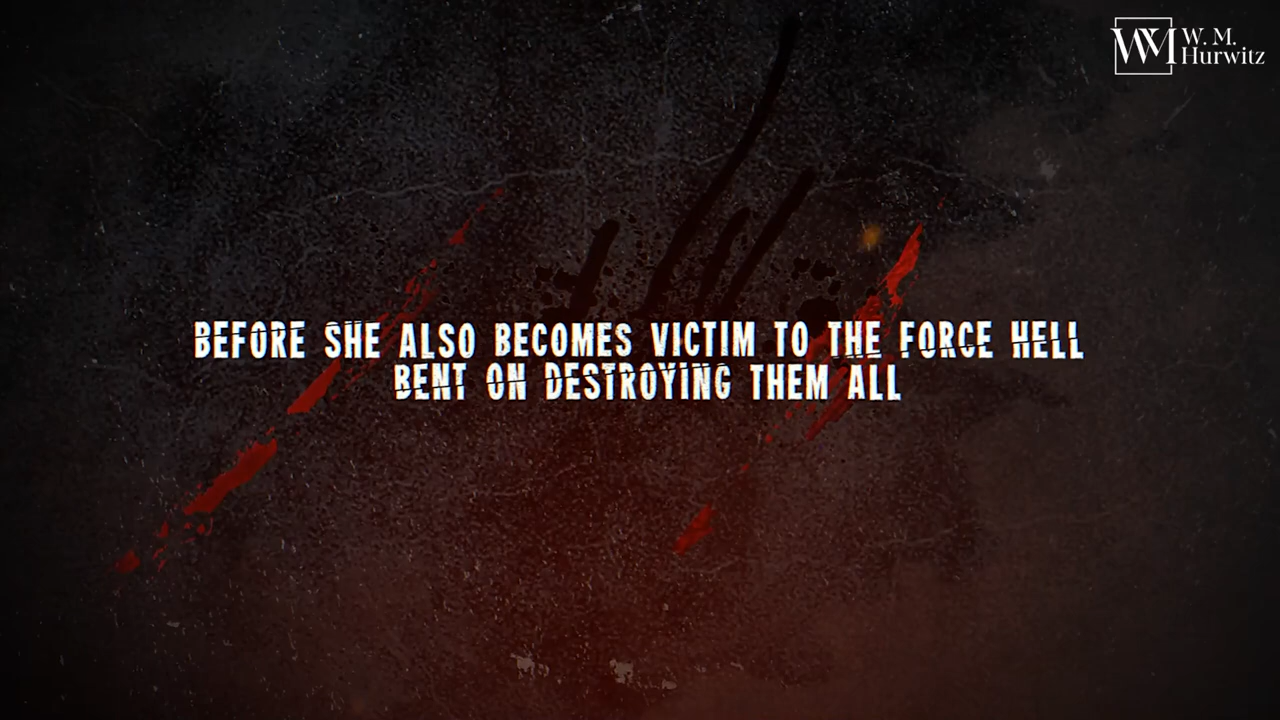 W. M.
Hurwitz
BEFORE SHE ALSO BECOMES VICTIM TO THE FORCE HELL
BENT ON DESTROYING THEM ALL